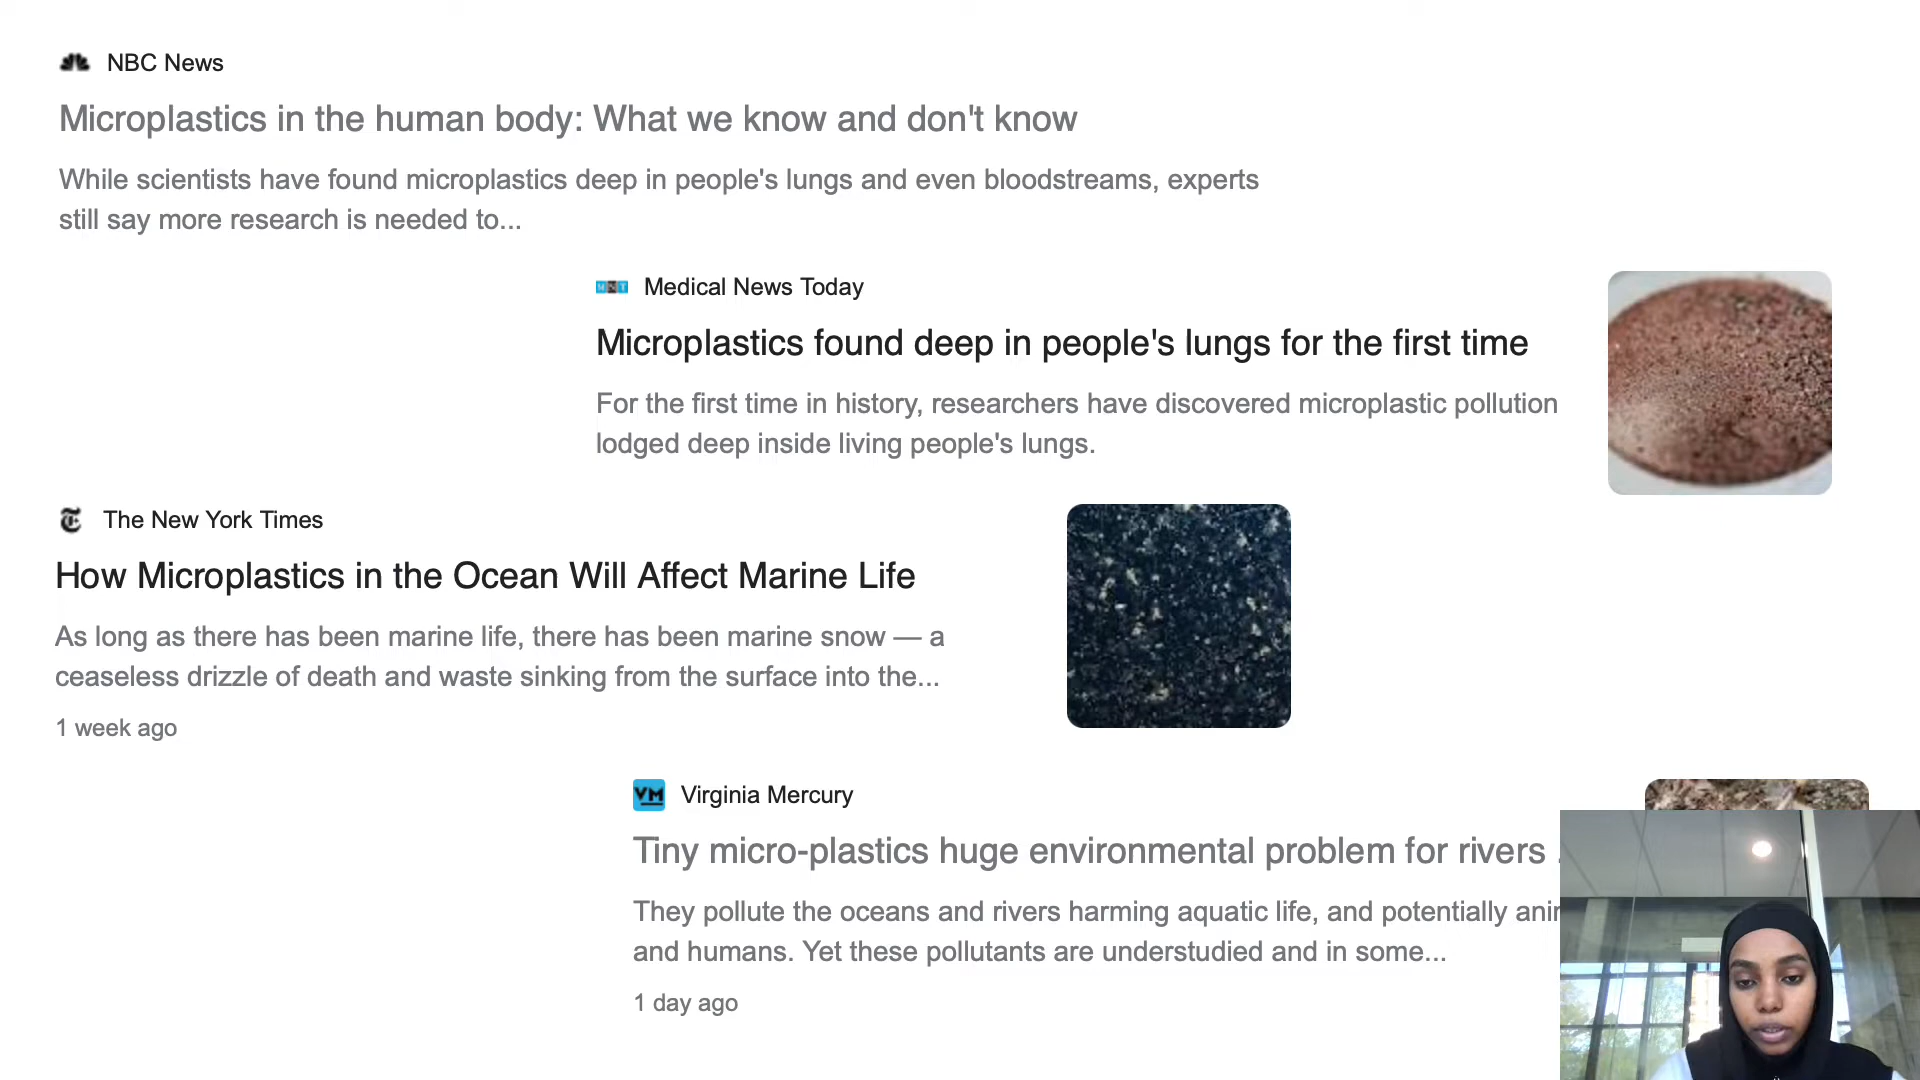 NBC News
Microplastics in the human body: What we know and don't know
While scientists have found microplastics deep in people's lungs and even bloodstreams, experts
still say more research is needed to...
MNT Medical News Today
Microplastics found deep in people's lungs for the first time
For the first time in history, researchers have discovered microplastic pollution
lodged deep inside living people's lungs.
The New York Times
How Microplastics in the Ocean Will Affect Marine Life
As long as there has been marine life, there has been marine snow — a
ceaseless drizzle of death and waste sinking from the surface into the...
1 week ago
VM Virginia Mercury
Tiny micro-plastics huge environmental problem for rivers
They pollute the oceans and rivers harming aquatic life, and potentially
and humans. Yet these pollutants are understudied and in some...
1 day ago